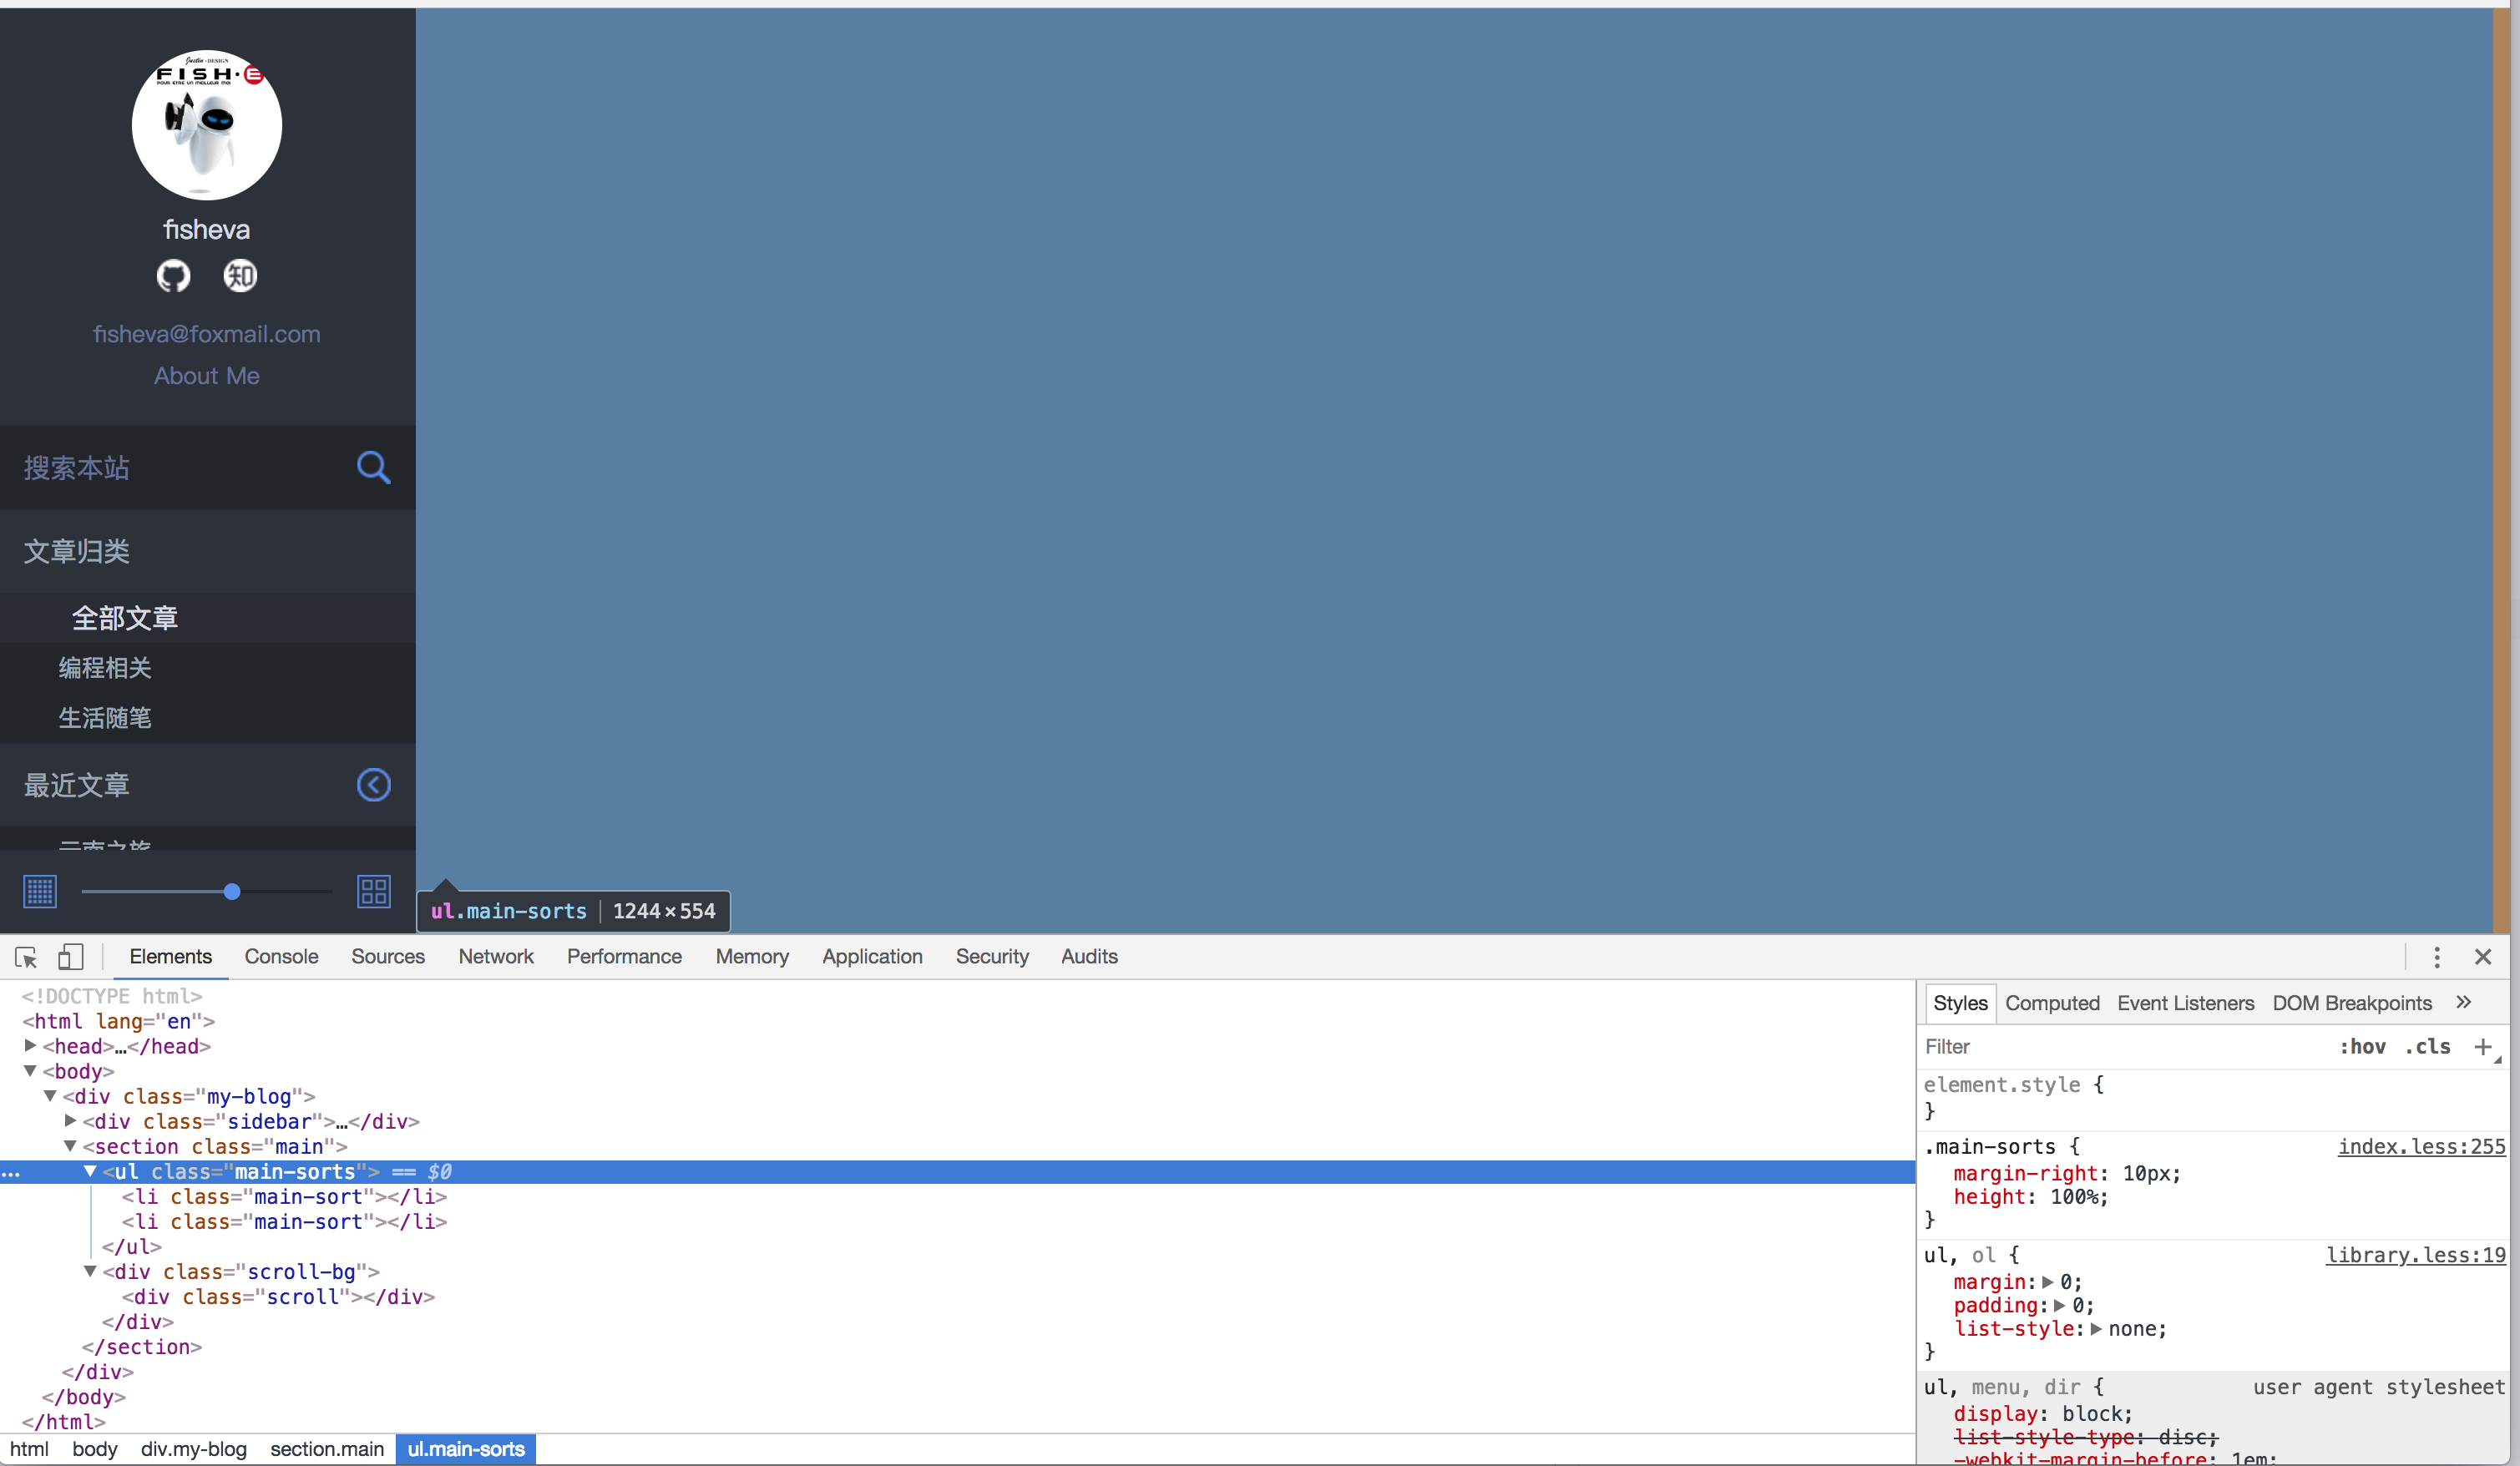 Justin · DESIGN
FISH·E
POUR ETRE UN MEILLEUR MOI
fisheva
知
fisheva@foxmail.com
About Me
搜索本站
文章归类
全部文章
编程相关
生活随笔
最近文章
ul.main-sorts | 1244×554
Elements Console Sources Network Performance Memory Application Security Audits
<!DOCTYPE html>
<html lang="en">
<head>…</head>
<body>
<div class="my-blog">
<div class="sidebar">…</div>
<section class="main">
... <ul class="main-sorts"> == $0
<li class="main-sort"></li>
<li class="main-sort"></li>
</ul>
<div class="scroll-bg">
<div class="scroll"></div>
</div>
</section>
</div>
</body>
</html>
html body div.my-blog section.main ul.main-sorts
Styles Computed Event Listeners DOM Breakpoints »
Filter :hov .cls +
element.style {
}
.main-sorts { index.less:255
margin-right: 10px;
height: 100%;
}
ul, ol { library.less:19
margin: 0;
padding: 0;
list-style: none;
}
ul, menu, dir { user agent stylesheet
display: block;
list-style-type: disc;
-webkit-margin-before: 1em;